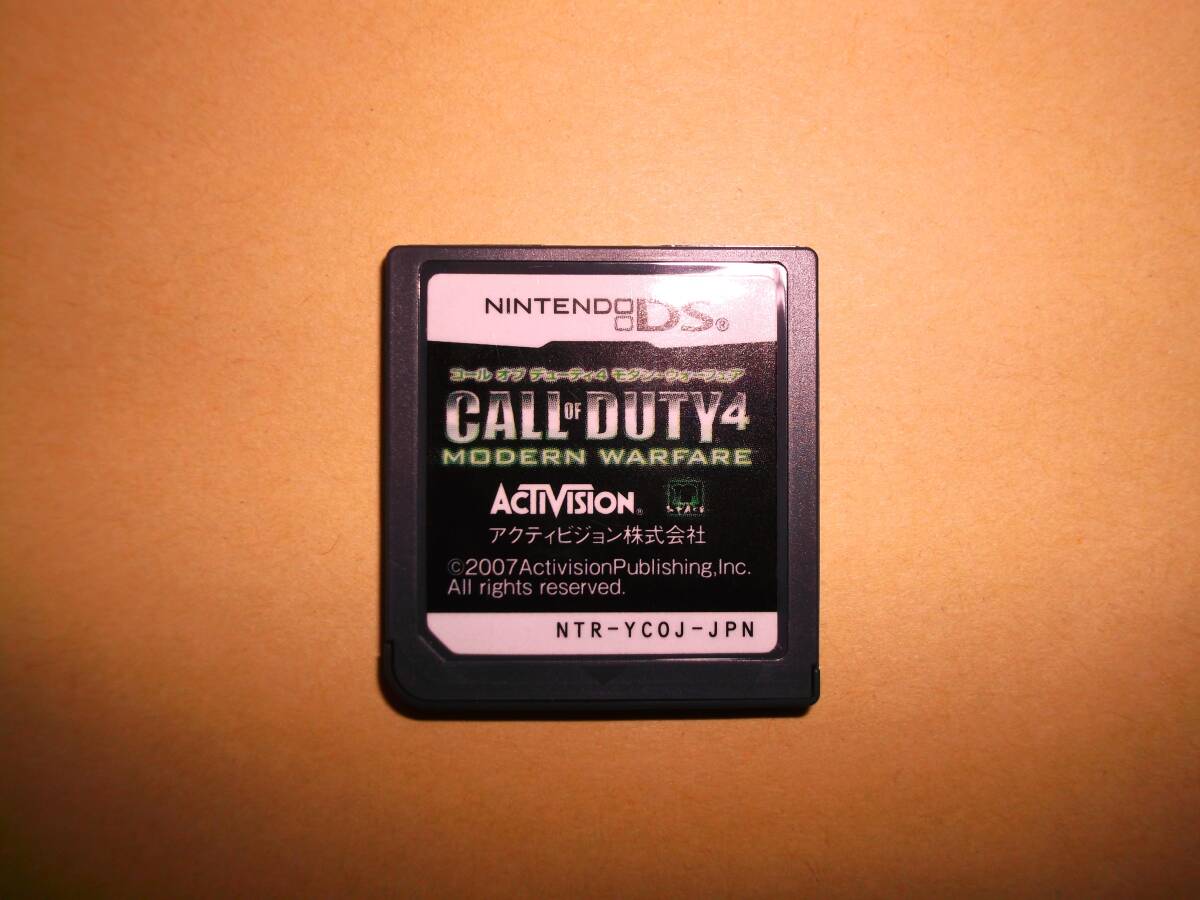 NINTENDO DS®
コール オブ デューティ4 モダン・ウォーフェア
CALL OF DUTY 4
MODERN WARFARE
ACTIVISION®
アクティビジョン株式会社
©2007ActivisionPublishing,Inc.
All rights reserved.
NTR-YCOJ-JPN